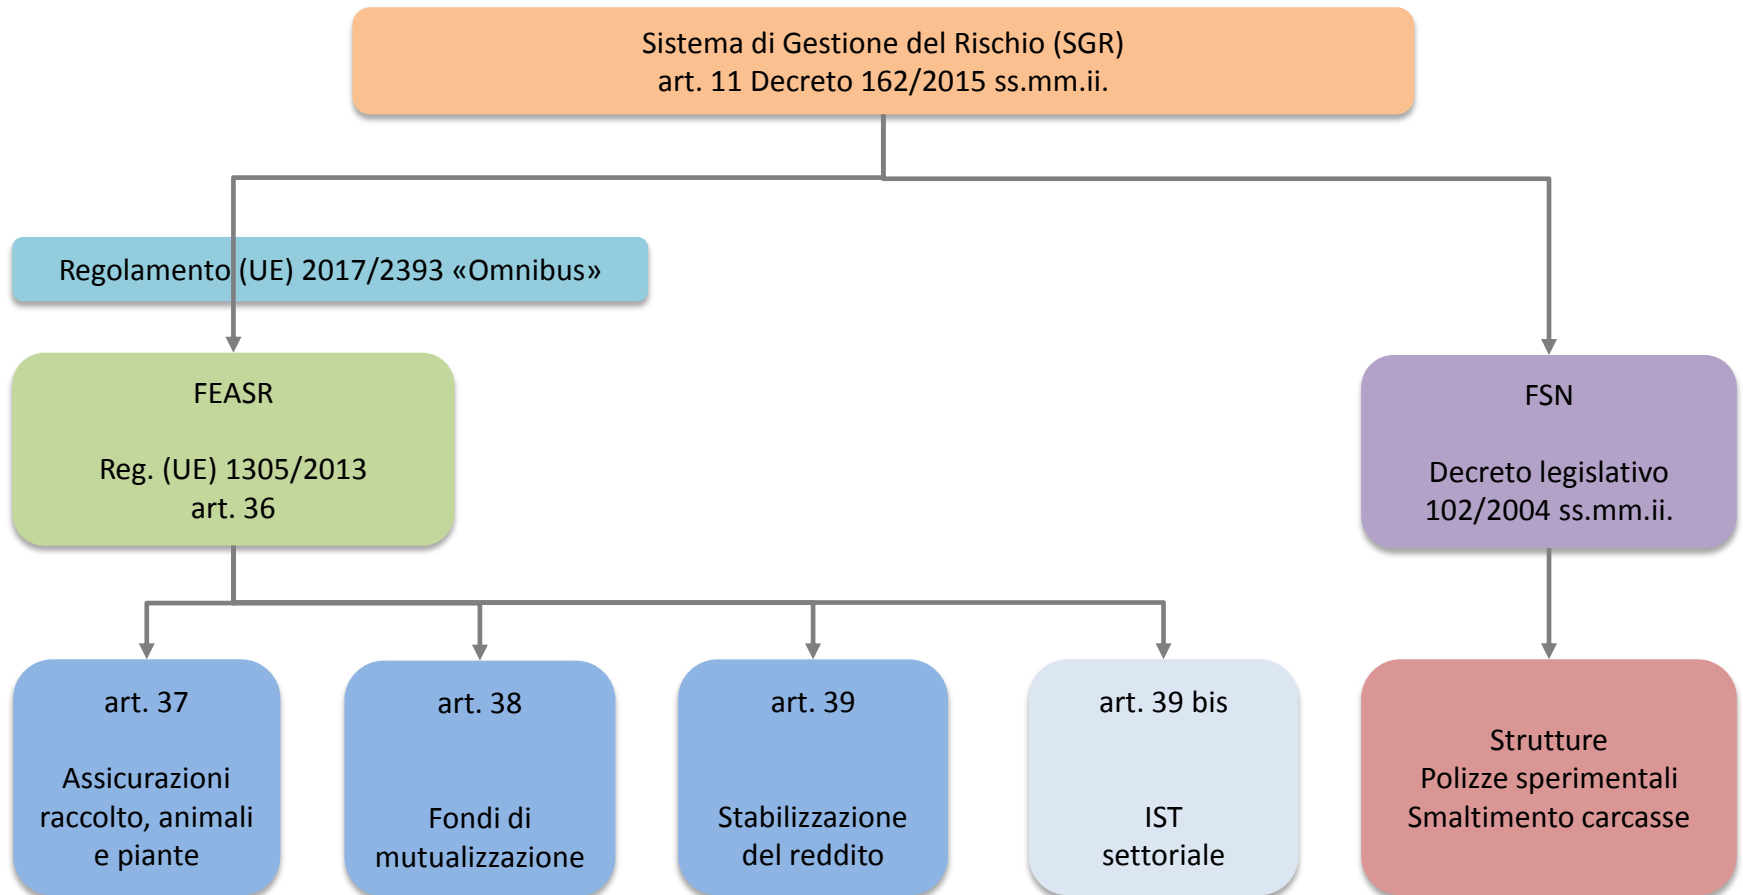 Sistema di Gestione del Rischio (SGR)
art. 11 Decreto 162/2015 ss.mm.ii.
Regolamento (UE) 2017/2393 «Omnibus»
FEASR
Reg. (UE) 1305/2013
art. 36
FSN
Decreto legislativo
102/2004 ss.mm.ii.
art. 37
Assicurazioni
raccolto, animali
e piante
art. 38
Fondi di
mutualizzazione
art. 39
Stabilizzazione
del reddito
art. 39 bis
IST
settoriale
Strutture
Polizze sperimentali
Smaltimento carcasse